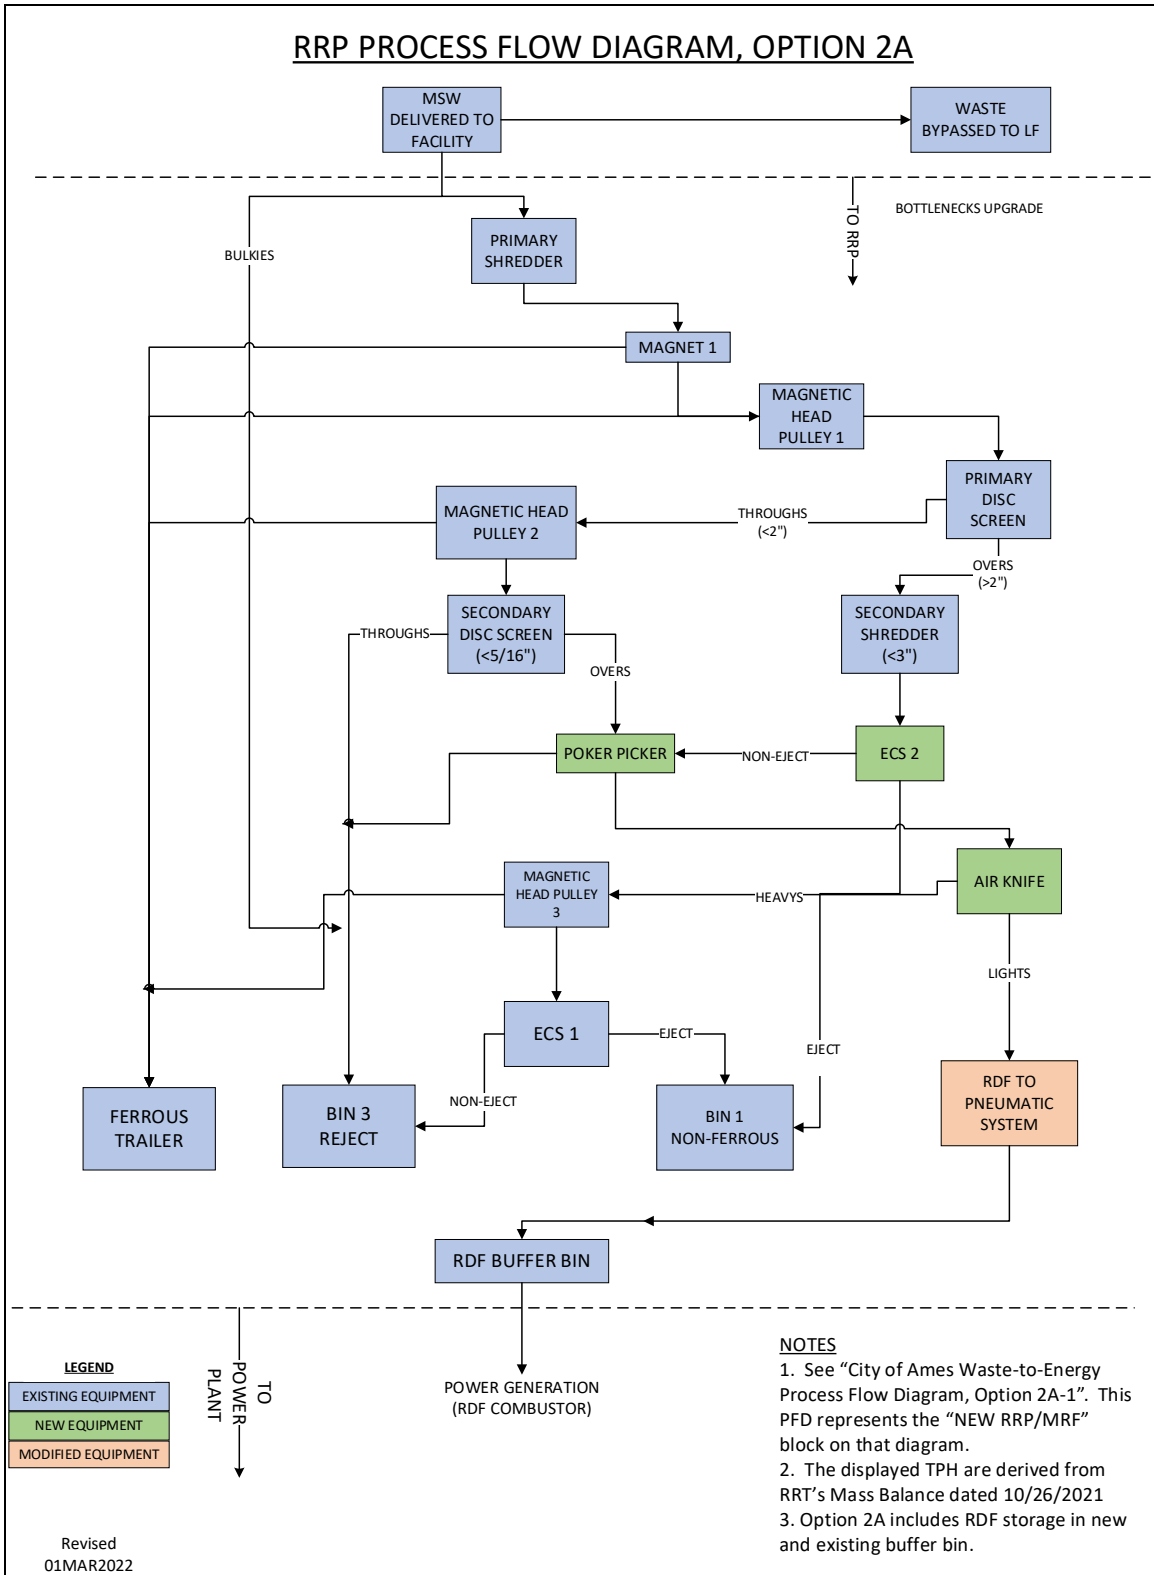 RRP PROCESS FLOW DIAGRAM, OPTION 2A
MSW
DELIVERED TO
FACILITY
WASTE
BYPASSED TO LF
TO RRP
BOTTLENECKS UPGRADE
BULKIES
PRIMARY
SHREDDER
MAGNET 1
MAGNETIC
HEAD
PULLEY 1
PRIMARY
DISC
SCREEN
MAGNETIC HEAD
PULLEY 2
THROUGHS
(<2")
OVERS
(>2")
THROUGHS
SECONDARY
DISC SCREEN
(<5/16")
OVERS
SECONDARY
SHREDDER
(<3")
POKER PICKER
NON-EJECT
ECS 2
MAGNETIC
HEAD PULLEY
3
HEAVYS
AIR KNIFE
LIGHTS
ECS 1
EJECT
EJECT
NON-EJECT
FERROUS
TRAILER
BIN 3
REJECT
BIN 1
NON-FERROUS
RDF TO
PNEUMATIC
SYSTEM
RDF BUFFER BIN
TO
POWER
PLANT
POWER GENERATION
(RDF COMBUSTOR)
LEGEND
EXISTING EQUIPMENT
NEW EQUIPMENT
MODIFIED EQUIPMENT
NOTES
1. See “City of Ames Waste-to-Energy
Process Flow Diagram, Option 2A-1”. This
PFD represents the “NEW RRP/MRF”
block on that diagram.
2. The displayed TPH are derived from
RRT’s Mass Balance dated 10/26/2021
3. Option 2A includes RDF storage in new
and existing buffer bin.
Revised
01MAR2022